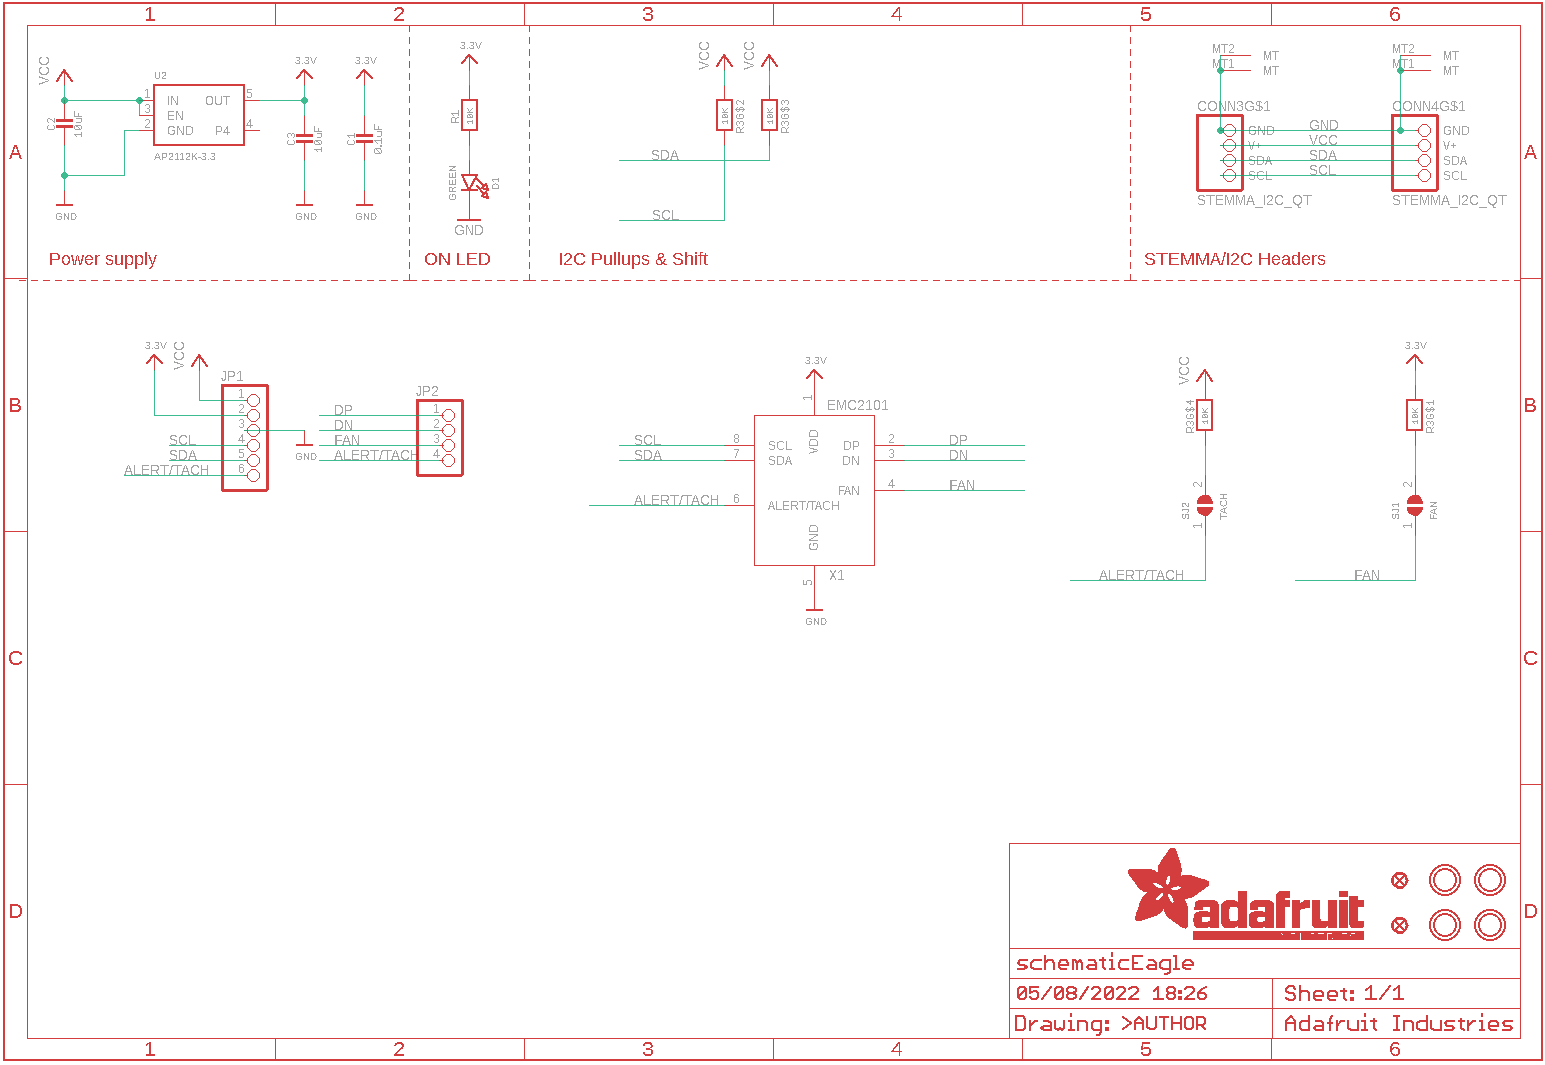 1 2 3 4 5 6
A
VCC
C2
10uF
GND
U2
1 IN OUT 5
3 EN
2 GND P4 4
AP2112K-3.3
3.3V
C3
10uF
GND
3.3V
C1
0.1uF
GND
Power supply
3.3V
R1
10K
GREEN
D1
GND
ON LED
VCC
VCC
10K
R3G$2
10K
R3G$3
SDA
SCL
I2C Pullups & Shift
MT2 MT
MT1 MT
CONN3G$1
GND
V+
SDA
SCL
STEMMA_I2C_QT
GND
VCC
SDA
SCL
MT2 MT
MT1 MT
CONN4G$1
GND
V+
SDA
SCL
STEMMA_I2C_QT
STEMMA/I2C Headers
A
B
3.3V
VCC
JP1
1
2
3
SCL 4
SDA 5
ALERT/TACH 6
GND
JP2
DP 1
DN 2
FAN 3
ALERT/TACH 4
3.3V
1
EMC2101
VDD
SCL 8 SCL DP 2 DP
SDA 7 SDA DN 3 DN
FAN 4 FAN
ALERT/TACH 6 ALERT/TACH
GND
5
X1
GND
VCC
R3G$4
10K
2
SJ2
TACH
1
ALERT/TACH
3.3V
10K
R3G$1
2
SJ1
FAN
1
FAN
B
C
C
D
adafruit
schematicEagle
05/08/2022 18:26
Sheet: 1/1
Drawing: >AUTHOR
Adafruit Industries
D
1 2 3 4 5 6